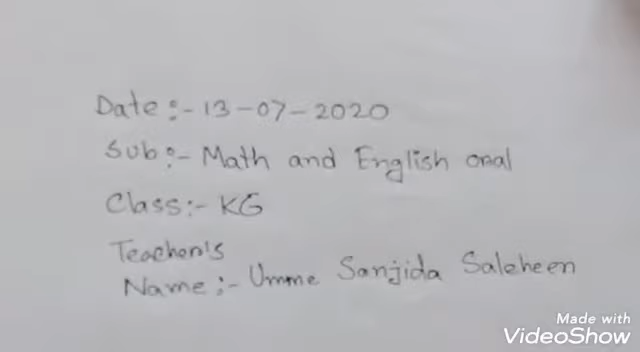 Date:- 13-07-2020
Sub:- Math and English oral
Class:- KG
Teacher's
Name:- Umme Sanjida Saleheen
Made with
VideoShow